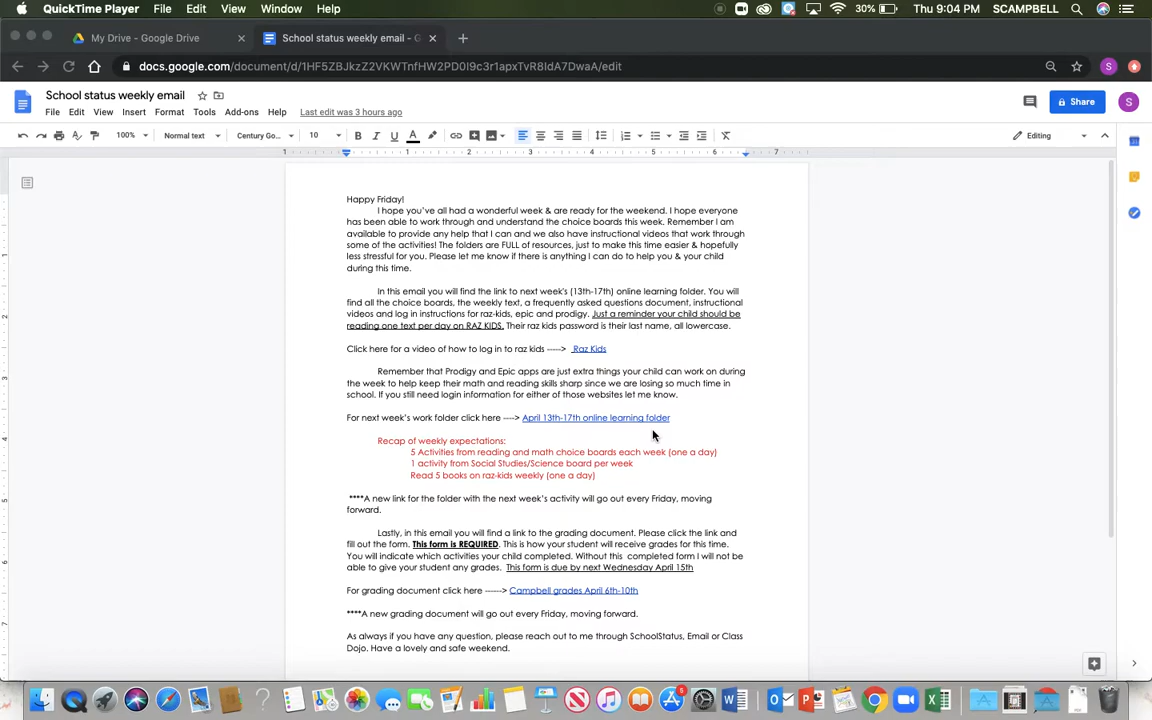 QuickTime Player File Edit View Window Help 30% Thu 9:04 PM SCAMPBELL
My Drive - Google Drive School status weekly email - G
docs.google.com/document/d/1HF5ZBJkzZ2VKWTnfHW2PD0I9c3r1apxTvR8IdA7DwaA/edit S
School status weekly email
File Edit View Insert Format Tools Add-ons Help Last edit was 3 hours ago Share S
100% Normal text Century Go... 10 B I U A Editing
1 1 2 3 4 5 6 7
Happy Friday!
I hope you've all had a wonderful week & are ready for the weekend. I hope everyone
has been able to work through and understand the choice boards this week. Remember I am
available to provide any help that I can and we also have instructional videos that work through
some of the activities! The folders are FULL of resources, just to make this time easier & hopefully
less stressful for you. Please let me know if there is anything I can do to help you & your child
during this time.
In this email you will find the link to next week's (13th-17th) online learning folder. You will
find all the choice boards, the weekly text, a frequently asked questions document, instructional
videos and log in instructions for raz-kids, epic and prodigy. Just a reminder your child should be
reading one text per day on RAZ KIDS. Their raz kids password is their last name, all lowercase.
Click here for a video of how to log in to raz kids -----> Raz Kids
Remember that Prodigy and Epic apps are just extra things your child can work on during
the week to help keep their math and reading skills sharp since we are losing so much time in
school. If you still need login information for either of those websites let me know.
For next week's work folder click here ----> April 13th-17th online learning folder
Recap of weekly expectations:
5 Activities from reading and math choice boards each week (one a day)
1 activity from Social Studies/Science board per week
Read 5 books on raz-kids weekly (one a day)
****A new link for the folder with the next week's activity will go out every Friday, moving
forward.
Lastly, in this email you will find a link to the grading document. Please click the link and
fill out the form. This form is REQUIRED. This is how your student will receive grades for this time.
You will indicate which activities your child completed. Without this completed form I will not be
able to give your student any grades. This form is due by next Wednesday April 15th
For grading document click here ------> Campbell grades April 6th-10th
****A new grading document will go out every Friday, moving forward.
As always if you have any question, please reach out to me through SchoolStatus, Email or Class
Dojo. Have a lovely and safe weekend.